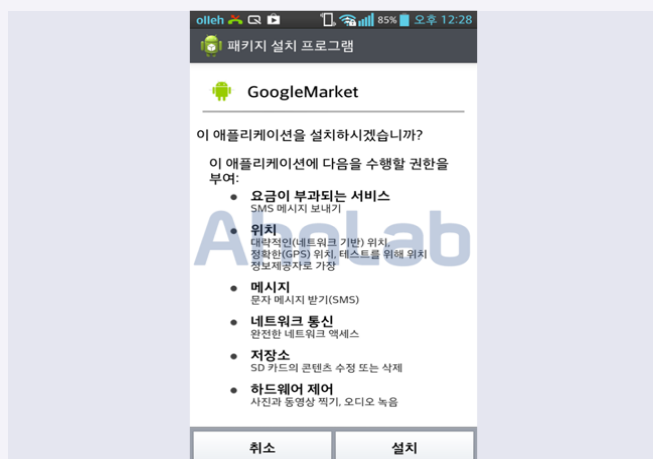 olleh 85% 오후 12:28
패키지 설치 프로그램
GoogleMarket
이 애플리케이션을 설치하시겠습니까?
이 애플리케이션에 다음을 수행할 권한을
부여:
요금이 부과되는 서비스
SMS 메시지 보내기
AhnLab
위치
대략적인(네트워크 기반) 위치,
정확한(GPS) 위치, 테스트를 위해 위치
정보제공자로 가장
메시지
문자 메시지 받기(SMS)
네트워크 통신
완전한 네트워크 액세스
저장소
SD 카드의 콘텐츠 수정 또는 삭제
하드웨어 제어
사진과 동영상 찍기, 오디오 녹음
취소 설치